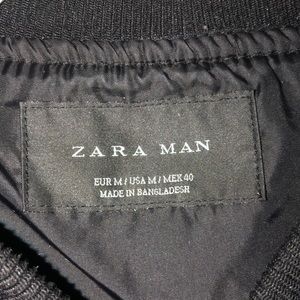 ZARA MAN
EUR M / USA M / MEX 40
MADE IN BANGLADESH